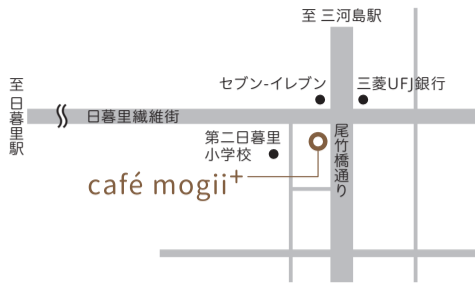 至 三河島駅
セブン-イレブン
三菱UFJ銀行
至 日暮里駅
日暮里繊維街
第二日暮里
小学校
尾竹橋通り
café mogii+